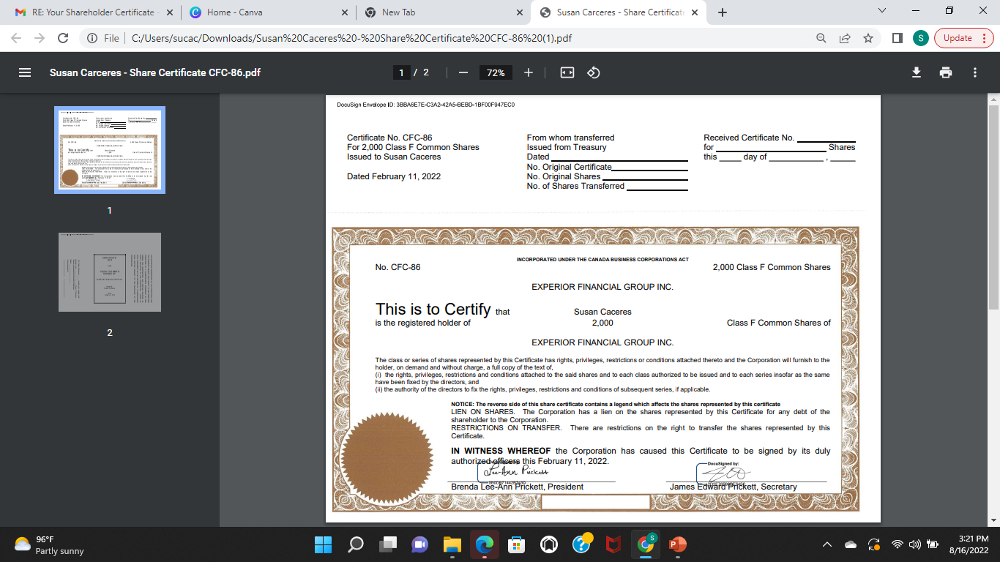 RE: Your Shareholder Certificate -
Home - Canva
New Tab
Susan Carceres - Share Certificate
File
C:/Users/sucac/Downloads/Susan%20Caceres%20-%20Share%20Certificate%20CFC-86%20(1).pdf
S
Update
Susan Carceres - Share Certificate CFC-86.pdf
1 / 2
72%
1
2
DocuSign Envelope ID: 3BBA6E7E-C3A2-42A5-BEBD-1BF00F947EC0
Certificate No. CFC-86
For 2,000 Class F Common Shares
Issued to Susan Caceres
Dated February 11, 2022
From whom transferred
Issued from Treasury
Dated
No. Original Certificate
No. Original Shares
No. of Shares Transferred
Received Certificate No.
for Shares
this day of ,
INCORPORATED UNDER THE CANADA BUSINESS CORPORATIONS ACT
No. CFC-86 2,000 Class F Common Shares
EXPERIOR FINANCIAL GROUP INC.
This is to Certify that Susan Caceres
is the registered holder of 2,000 Class F Common Shares of
EXPERIOR FINANCIAL GROUP INC.
The class or series of shares represented by this Certificate has rights, privileges, restrictions or conditions attached thereto and the Corporation will furnish to the
holder, on demand and without charge, a full copy of the text of,
(i) the rights, privileges, restrictions and conditions attached to the said shares and to each class authorized to be issued and to each series insofar as the same
have been fixed by the directors, and
(ii) the authority of the directors to fix the rights, privileges, restrictions and conditions of subsequent series, if applicable.
NOTICE: The reverse side of this share certificate contains a legend which affects the shares represented by this certificate
LIEN ON SHARES. The Corporation has a lien on the shares represented by this Certificate for any debt of the
shareholder to the Corporation.
RESTRICTIONS ON TRANSFER. There are restrictions on the right to transfer the shares represented by this
Certificate.
IN WITNESS WHEREOF the Corporation has caused this Certificate to be signed by its duly
authorized officers this February 11, 2022.
Lee-Ann Prickett
DocuSigned by:
Brenda Lee-Ann Prickett, President
James Edward Prickett, Secretary
96°F
Partly sunny
S
3:21 PM
8/16/2022